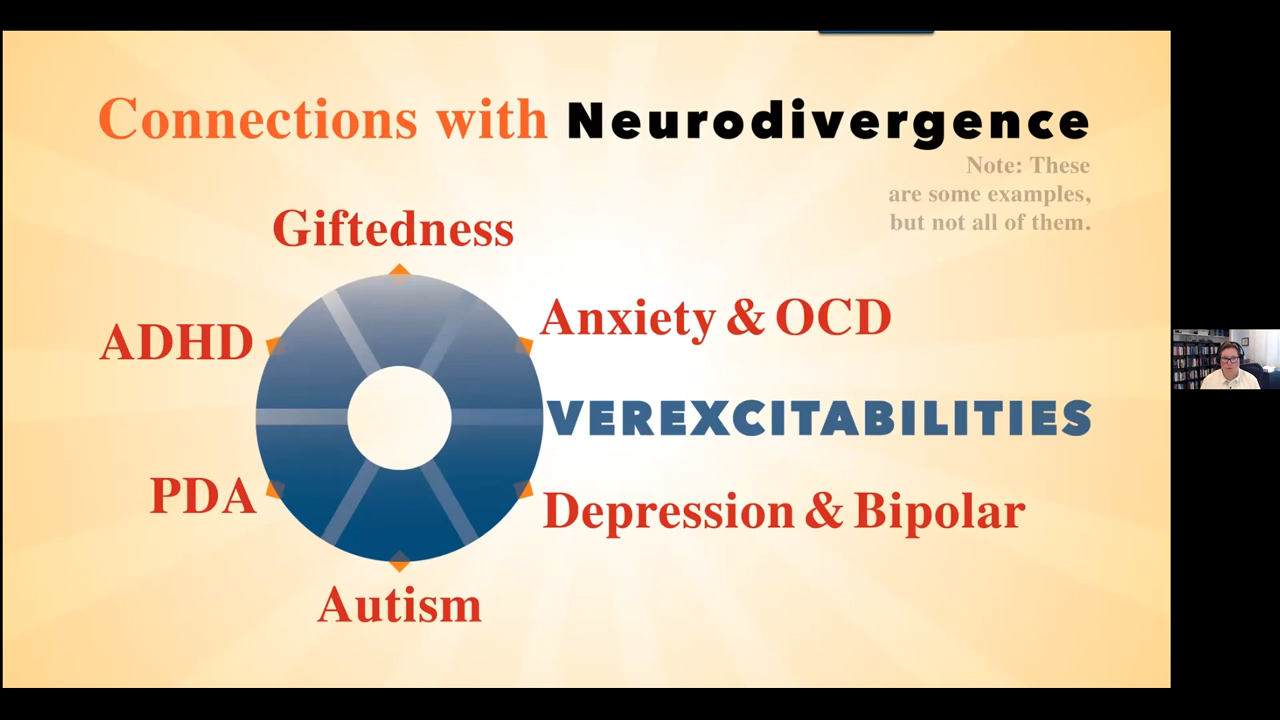 Connections with Neurodivergence
Note: These
are some examples,
but not all of them.
Giftedness
Anxiety & OCD
ADHD
VEREXCITABILITIES
PDA
Depression & Bipolar
Autism